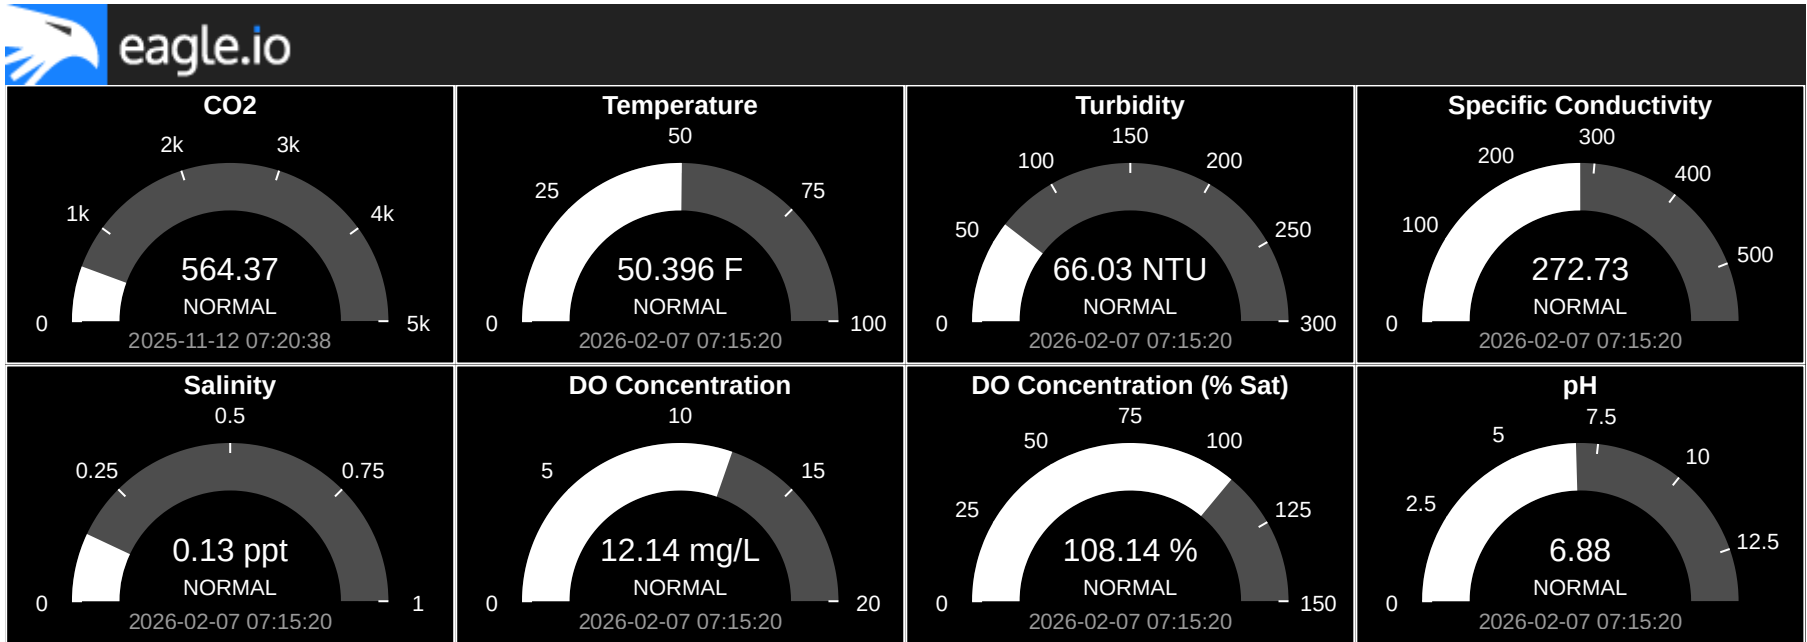 eagle.io
CO2
0
1k
2k
3k
4k
5k
564.37
NORMAL
2025-11-12 07:20:38
Temperature
0
25
50
75
100
50.396 F
NORMAL
2026-02-07 07:15:20
Turbidity
0
50
100
150
200
250
300
66.03 NTU
NORMAL
2026-02-07 07:15:20
Specific Conductivity
0
100
200
300
400
500
272.73
NORMAL
2026-02-07 07:15:20
Salinity
0
0.25
0.5
0.75
1
0.13 ppt
NORMAL
2026-02-07 07:15:20
DO Concentration
0
5
10
15
20
12.14 mg/L
NORMAL
2026-02-07 07:15:20
DO Concentration (% Sat)
0
25
50
75
100
125
150
108.14 %
NORMAL
2026-02-07 07:15:20
pH
0
2.5
5
7.5
10
12.5
6.88
NORMAL
2026-02-07 07:15:20